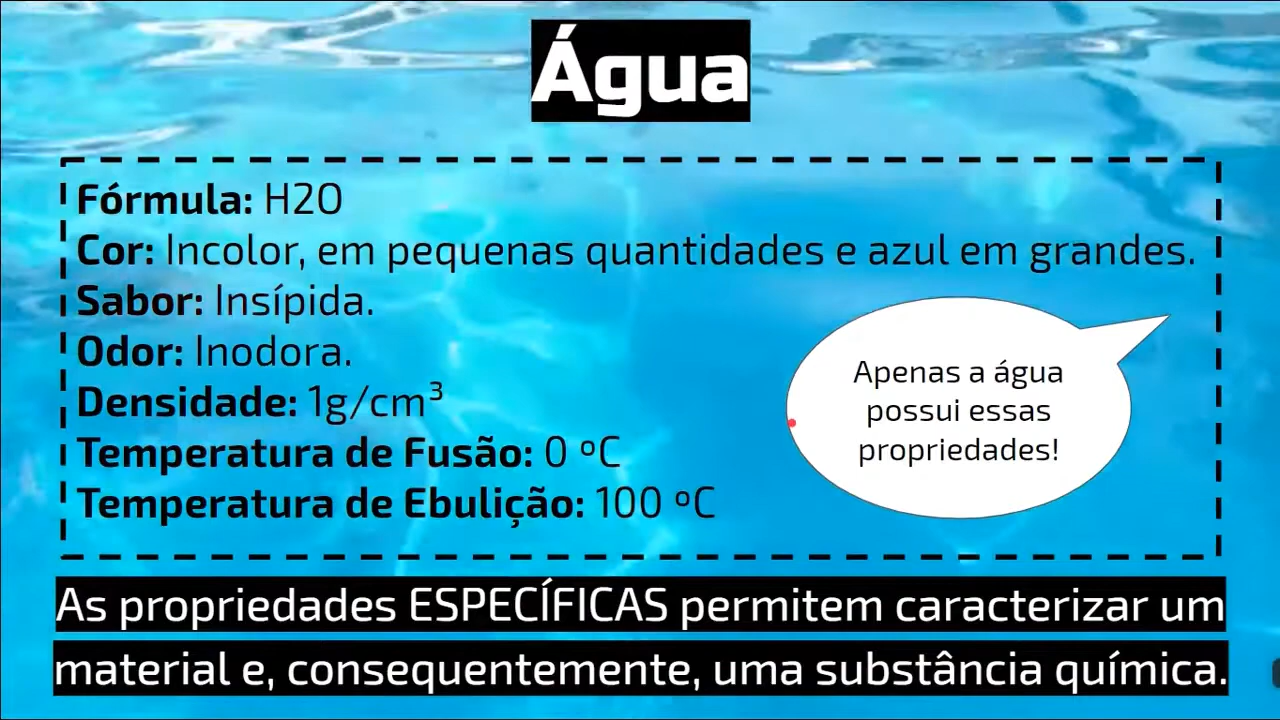 Água
Fórmula: H2O
Cor: Incolor, em pequenas quantidades e azul em grandes.
Sabor: Insípida.
Odor: Inodora.
Densidade: 1g/cm³
Temperatura de Fusão: 0 ºC
Temperatura de Ebulição: 100 ºC
Apenas a água
possui essas
propriedades!
As propriedades ESPECÍFICAS permitem caracterizar um
material e, consequentemente, uma substância química.